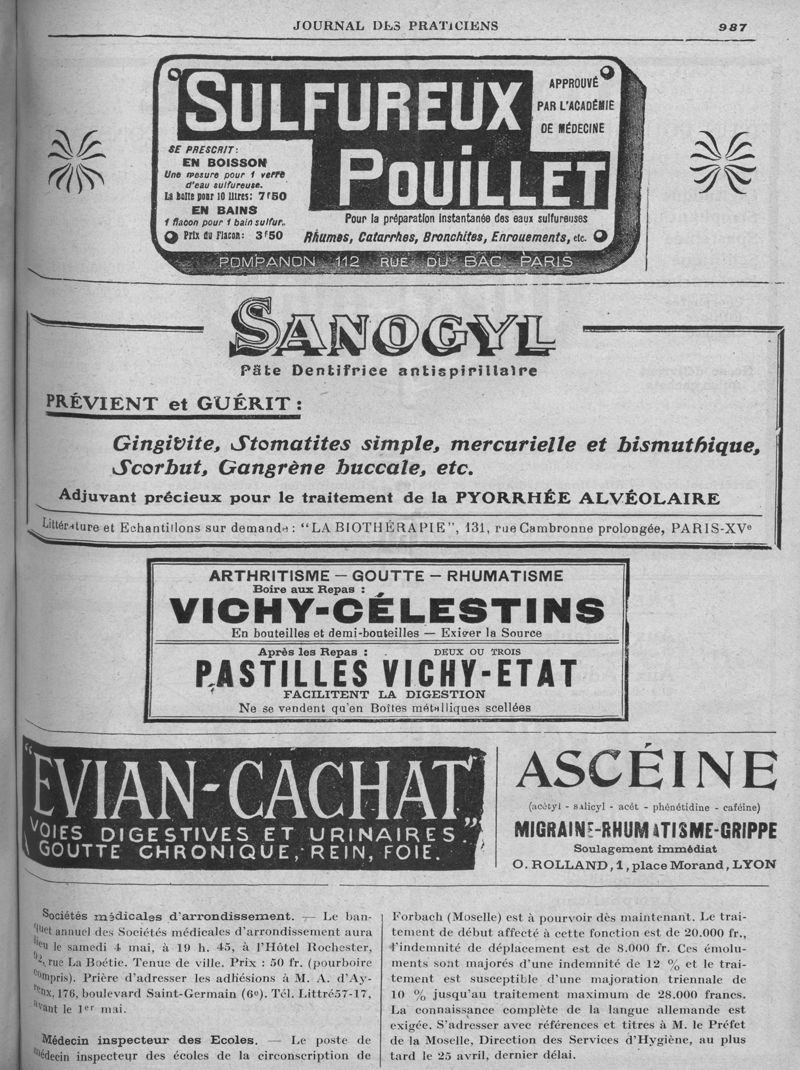 JOURNAL DES PRATICIENS 987
SULFUREUX
POUILLET
APPROUVÉ
PAR L'ACADÉMIE
DE MÉDECINE
SE PRESCRIT:
EN BOISSON
Une mesure pour 1 verre
d'eau sulfureuse.
La boîte pour 10 litres: 7f50
EN BAINS
1 flacon pour 1 bain sulfur..
Prix du Flacon: 3f50
Pour la préparation instantanée des eaux sulfureuses
Rhumes, Catarrhes, Bronchites, Enrouements, etc.
POMPANON 112 RUE DU BAC PARIS
SANOGYL
Pâte Dentifrice antispirillaire
PRÉVIENT et GUÉRIT :
Gingivite, Stomatites simple, mercurielle et bismuthique,
Scorbut, Gangrène buccale, etc.
Adjuvant précieux pour le traitement de la PYORRHÉE ALVÉOLAIRE
Littérature et Echantillons sur demande : "LA BIOTHÉRAPIE", 131, rue Cambronne prolongée, PARIS-XVe
ARTHRITISME — GOUTTE — RHUMATISME
Boire aux Repas :
VICHY-CÉLESTINS
En bouteilles et demi-bouteilles — Exiger la Source
Après les Repas : DEUX OU TROIS
PASTILLES VICHY-ETAT
FACILITENT LA DIGESTION
Ne se vendent qu'en Boîtes métalliques scellées
"EVIAN-CACHAT"
VOIES DIGESTIVES ET URINAIRES.
GOUTTE CHRONIQUE, REIN, FOIE.
ASCÉINE
(acétyl - salicyl - acét - phénétidine - caféine)
MIGRAINE-RHUMATISME-GRIPPE
Soulagement immédiat
O. ROLLAND, 1, place Morand, LYON
Sociétés médicales d'arrondissement. — Le ban-
quet annuel des Sociétés médicales d'arrondissement aura
lieu le samedi 4 mai, à 19 h. 45, à l'Hôtel Rochester,
92, rue La Boétie. Tenue de ville. Prix : 50 fr. (pourboire
compris). Prière d'adresser les adhésions à M. A. d'Ay-
renx, 176, boulevard Saint-Germain (6e). Tél. Littré 57-17,
avant le 1er mai.
Médecin inspecteur des Ecoles. — Le poste de
médecin inspecteur des écoles de la circonscription de
Forbach (Moselle) est à pourvoir dès maintenant. Le trai-
tement de début affecté à cette fonction est de 20.000 fr.,
l'indemnité de déplacement est de 8.000 fr. Ces émolu-
ments sont majorés d'une indemnité de 12 % et le trai-
tement est susceptible d'une majoration triennale de
10 % jusqu'au traitement maximum de 28.000 francs.
La connaissance complète de la langue allemande est
exigée. S'adresser avec références et titres à M. le Préfet
de la Moselle, Direction des Services d'Hygiène, au plus
tard le 25 avril, dernier délai.